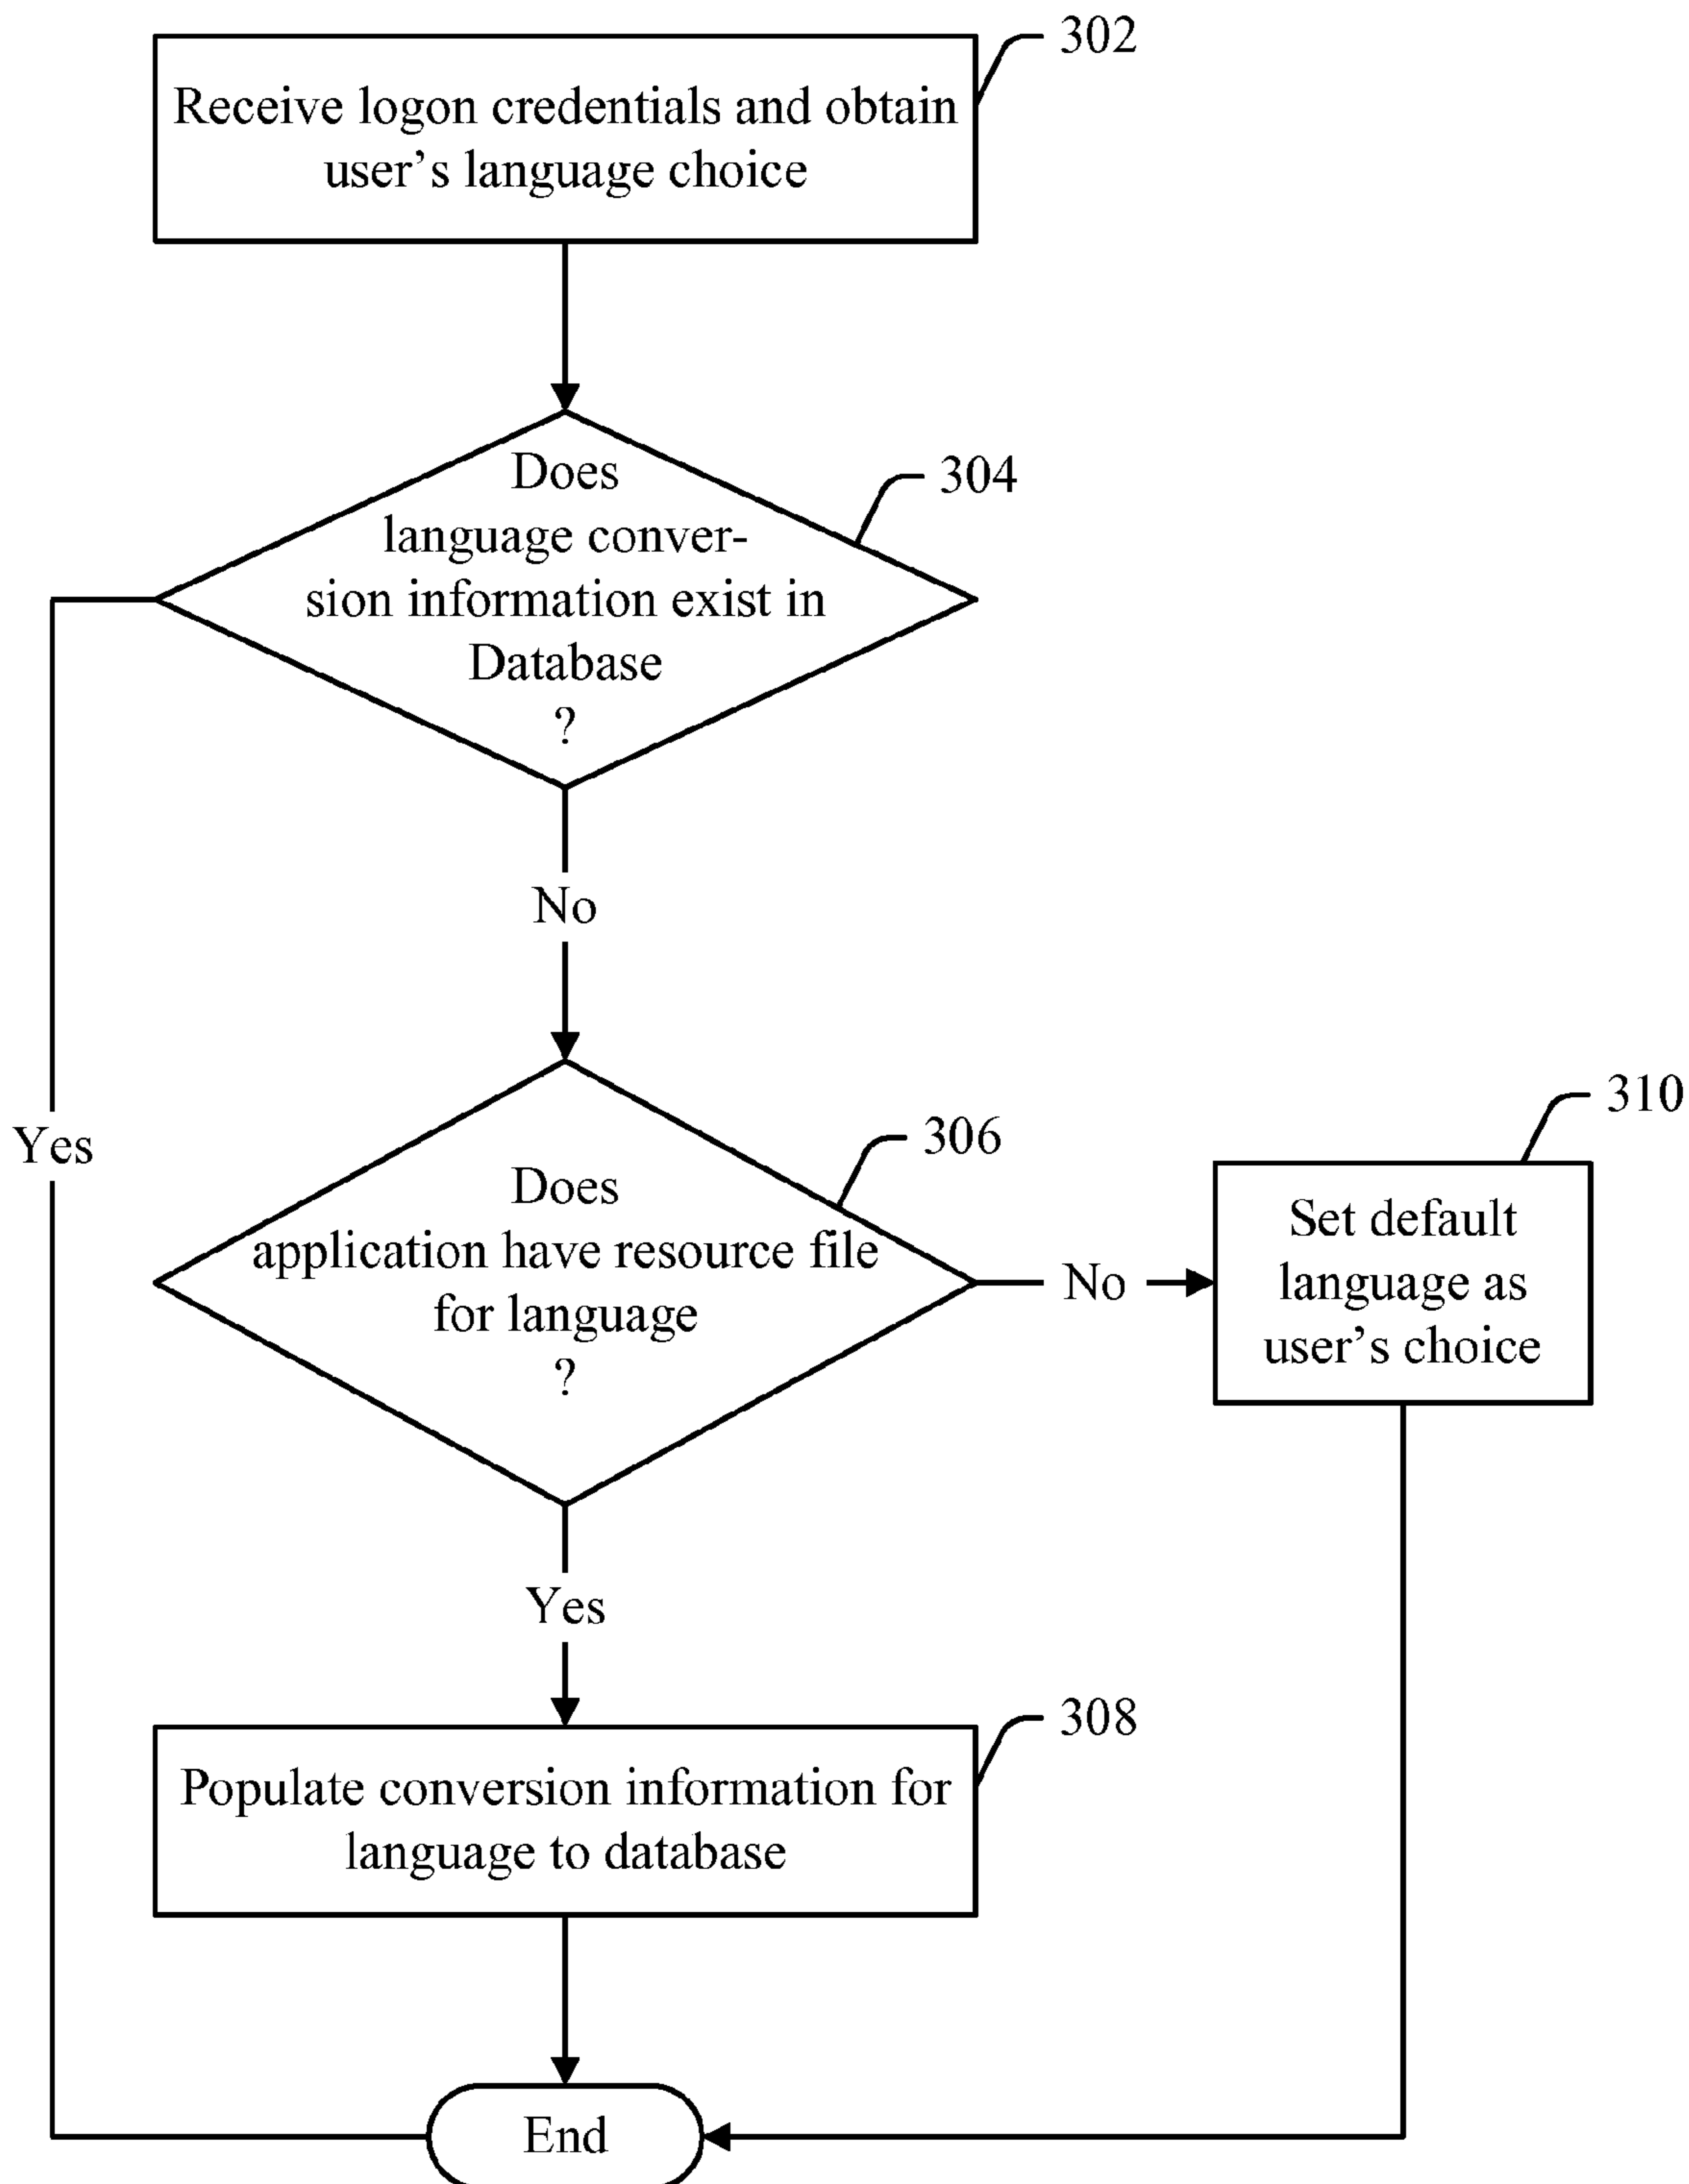 302
Receive logon credentials and obtain
user’s language choice
304
Does
language conver-
sion information exist in
Database
?
No
Yes
306
Does
application have resource file
for language
?
No
310
Set default
language as
user’s choice
Yes
308
Populate conversion information for
language to database
End